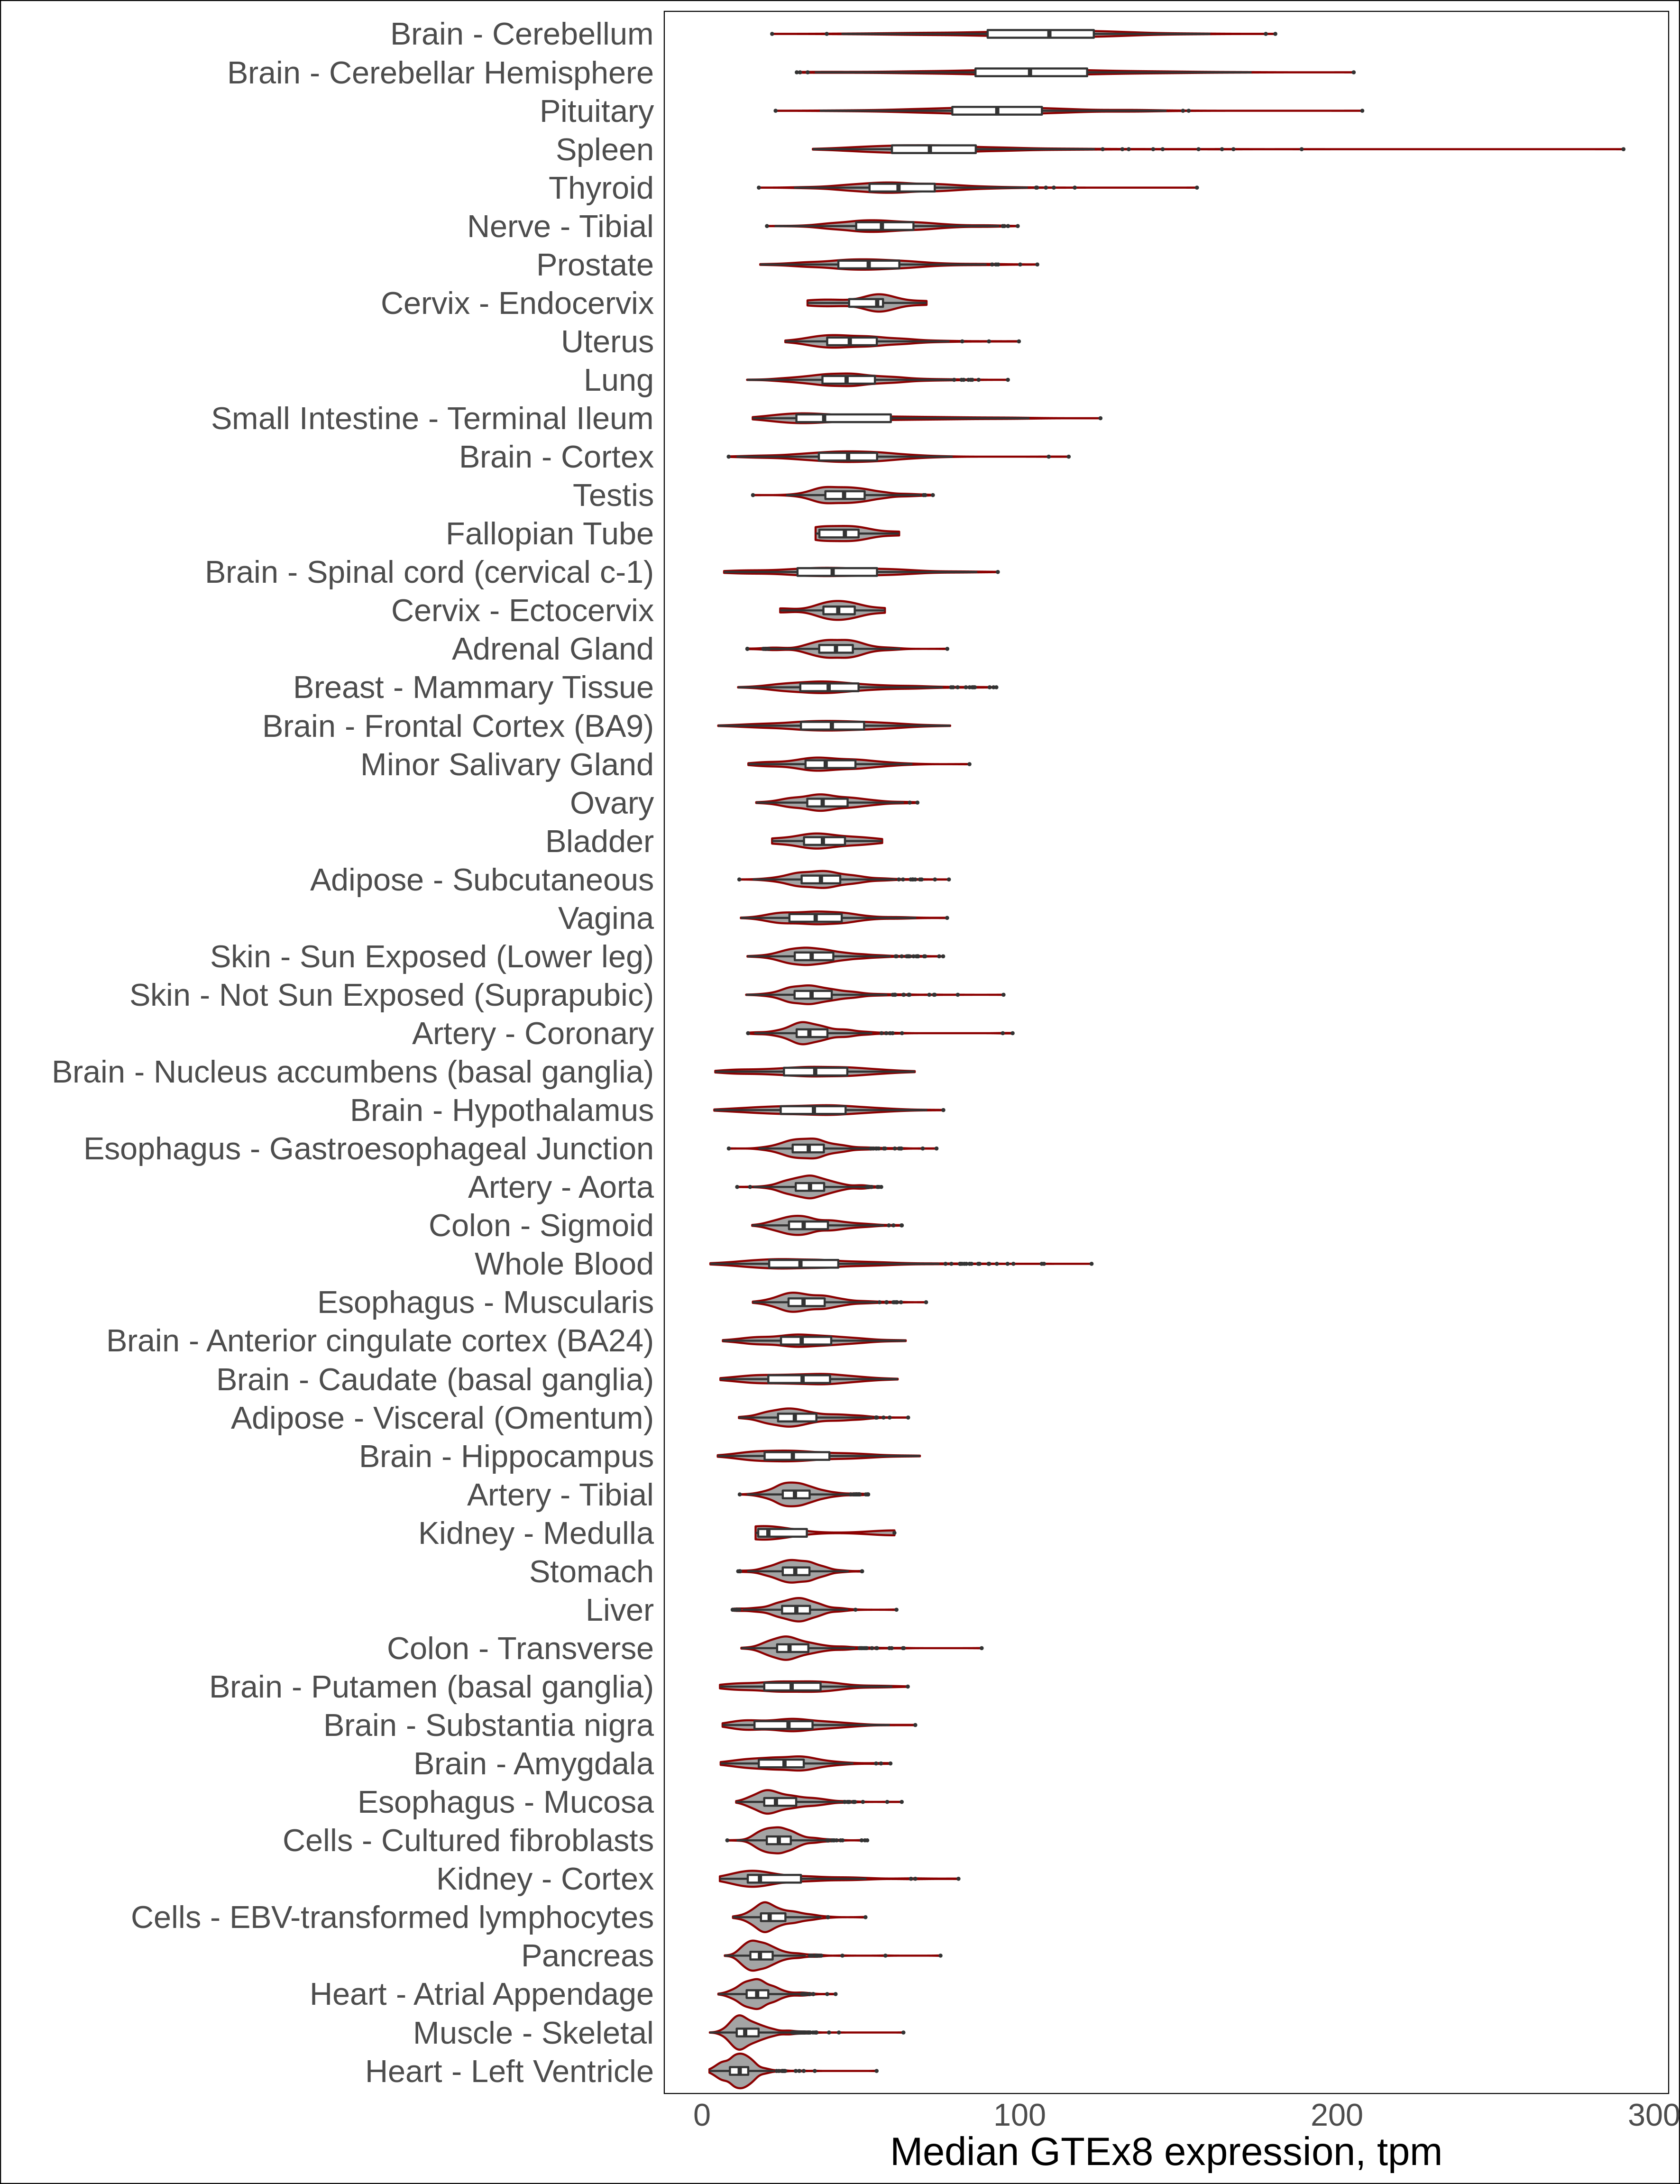 Brain - Cerebellum
Brain - Cerebellar Hemisphere
Pituitary
Spleen
Thyroid
Nerve - Tibial
Prostate
Cervix - Endocervix
Uterus
Lung
Small Intestine - Terminal Ileum
Brain - Cortex
Testis
Fallopian Tube
Brain - Spinal cord (cervical c-1)
Cervix - Ectocervix
Adrenal Gland
Breast - Mammary Tissue
Brain - Frontal Cortex (BA9)
Minor Salivary Gland
Ovary
Bladder
Adipose - Subcutaneous
Vagina
Skin - Sun Exposed (Lower leg)
Skin - Not Sun Exposed (Suprapubic)
Artery - Coronary
Brain - Nucleus accumbens (basal ganglia)
Brain - Hypothalamus
Esophagus - Gastroesophageal Junction
Artery - Aorta
Colon - Sigmoid
Whole Blood
Esophagus - Muscularis
Brain - Anterior cingulate cortex (BA24)
Brain - Caudate (basal ganglia)
Adipose - Visceral (Omentum)
Brain - Hippocampus
Artery - Tibial
Kidney - Medulla
Stomach
Liver
Colon - Transverse
Brain - Putamen (basal ganglia)
Brain - Substantia nigra
Brain - Amygdala
Esophagus - Mucosa
Cells - Cultured fibroblasts
Kidney - Cortex
Cells - EBV-transformed lymphocytes
Pancreas
Heart - Atrial Appendage
Muscle - Skeletal
Heart - Left Ventricle
0 100 200 300
Median GTEx8 expression, tpm